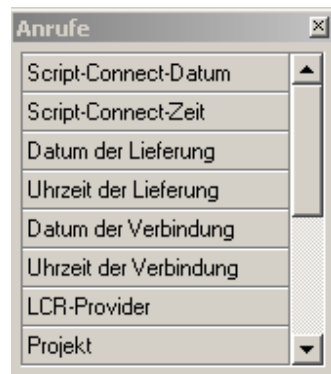 Anrufe
Script-Connect-Datum
Script-Connect-Zeit
Datum der Lieferung
Uhrzeit der Lieferung
Datum der Verbindung
Uhrzeit der Verbindung
LCR-Provider
Projekt